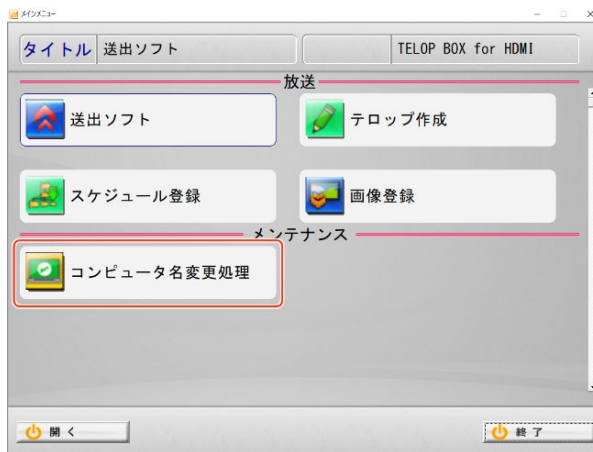 メインメニュー
タイトル 送出ソフト TELOP BOX for HDMI
放送
送出ソフト テロップ作成
スケジュール登録 画像登録
メンテナンス
コンピュータ名変更処理
開く 終了